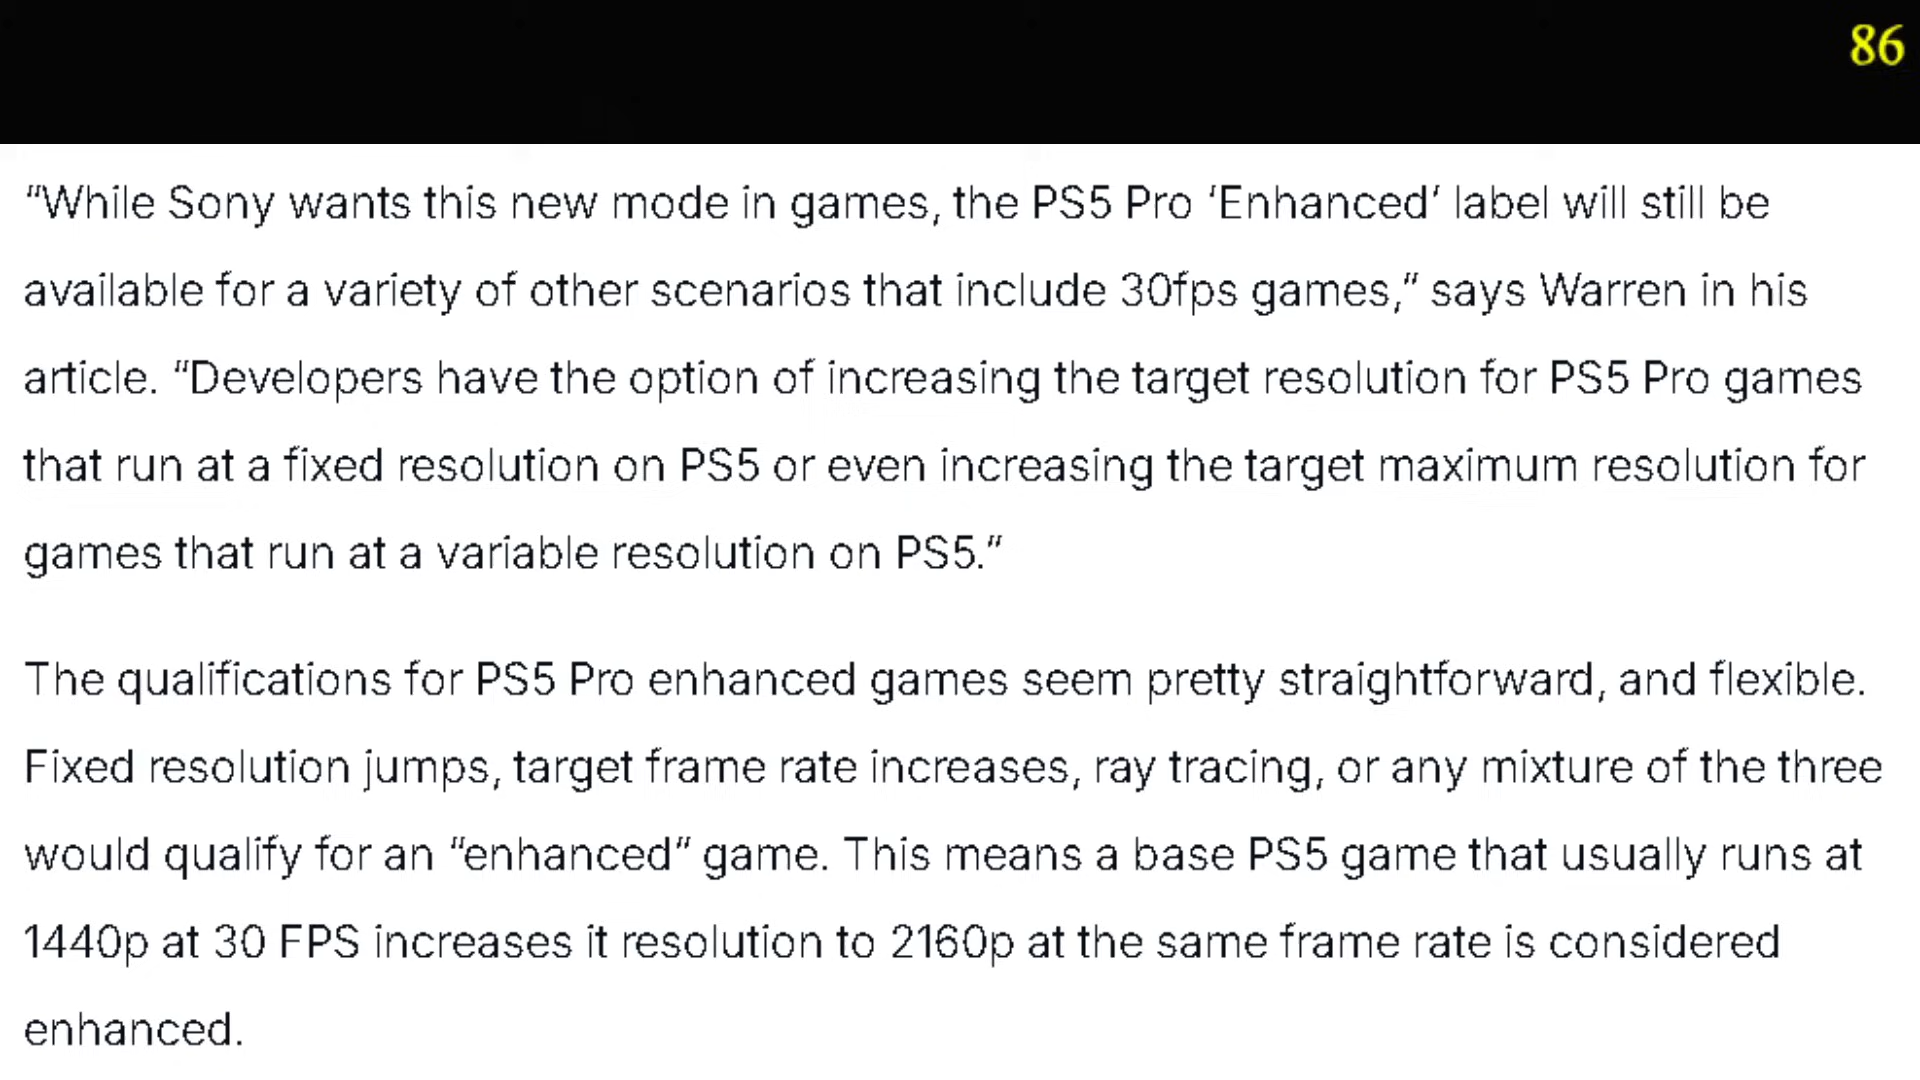 86
“While Sony wants this new mode in games, the PS5 Pro ‘Enhanced’ label will still be
available for a variety of other scenarios that include 30fps games,” says Warren in his
article. “Developers have the option of increasing the target resolution for PS5 Pro games
that run at a fixed resolution on PS5 or even increasing the target maximum resolution for
games that run at a variable resolution on PS5.”
The qualifications for PS5 Pro enhanced games seem pretty straightforward, and flexible.
Fixed resolution jumps, target frame rate increases, ray tracing, or any mixture of the three
would qualify for an “enhanced” game. This means a base PS5 game that usually runs at
1440p at 30 FPS increases it resolution to 2160p at the same frame rate is considered
enhanced.